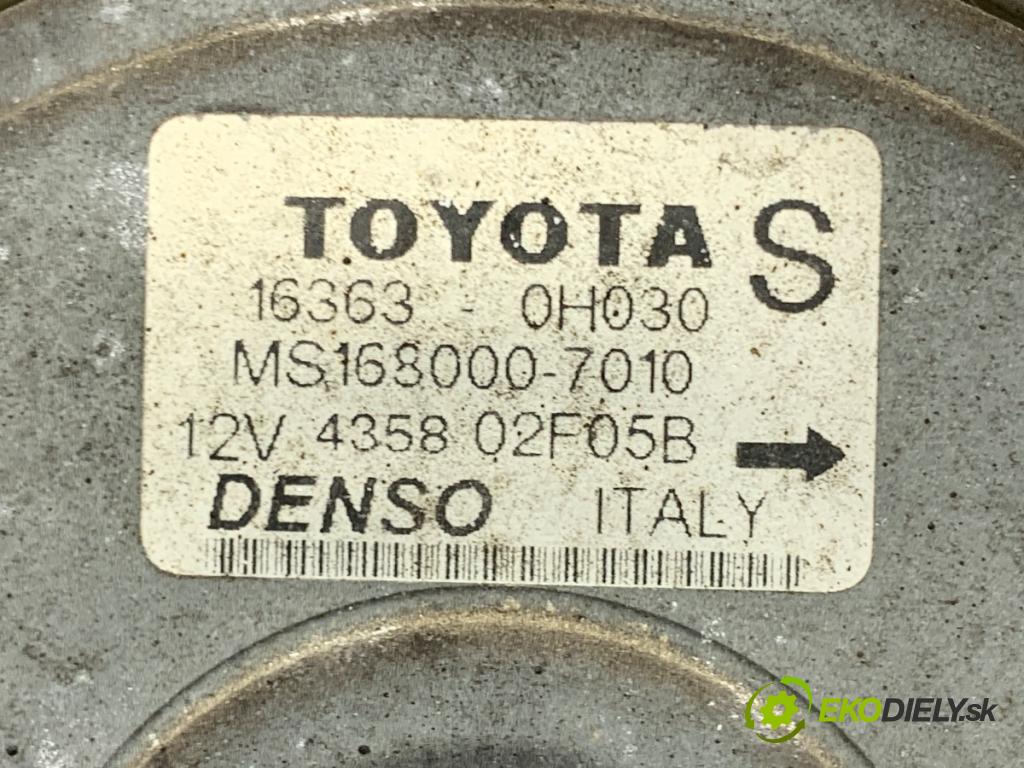 TOYOTA S
16363 - 0H030
MS168000-7010
12V 4358 02F05B
DENSO ITALY
EKODIELY.sk